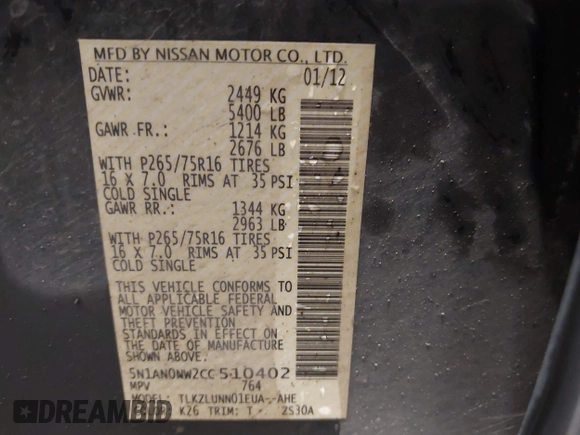 MFD BY NISSAN MOTOR CO., LTD.
DATE: 01/12
GVWR: 2449 KG
5400 LB
GAWR FR.: 1214 KG
2676 LB
WITH P265/75R16 TIRES
16 X 7.0 RIMS AT 35 PSI
COLD SINGLE
GAWR RR.: 1344 KG
2963 LB
WITH P265/75R16 TIRES
16 X 7.0 RIMS AT 35 PSI
COLD SINGLE
THIS VEHICLE CONFORMS TO
ALL APPLICABLE FEDERAL
MOTOR VEHICLE SAFETY AND
THEFT PREVENTION
STANDARDS IN EFFECT ON
THE DATE OF MANUFACTURE
SHOWN ABOVE.
5N1AN0MW2CC 510402
MPV 764
MODEL: TLKZLUNN01EUA--AHE
K26 TRIM: T - ZS30A
DREAMBID